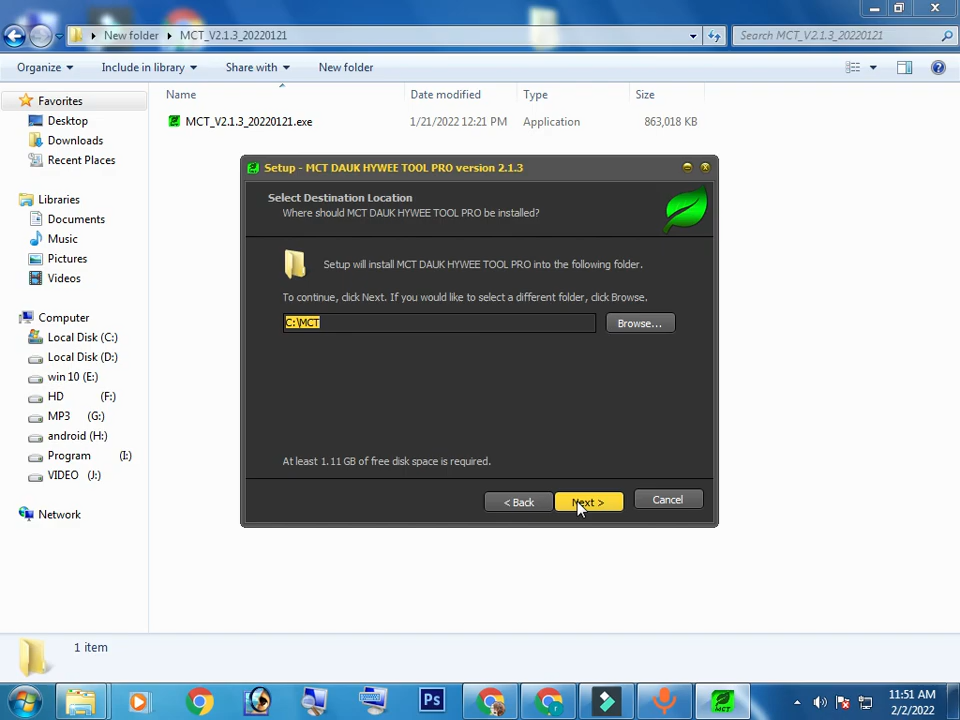 New folder
MCT_V2.1.3_20220121
Search MCT_V2.1.3_20220121
Organize
Include in library
Share with
New folder
Favorites
Desktop
Downloads
Recent Places
Libraries
Documents
Music
Pictures
Videos
Computer
Local Disk (C:)
Local Disk (D:)
win 10 (E:)
HD (F:)
MP3 (G:)
android (H:)
Program (I:)
VIDEO (J:)
Network
Name Date modified Type Size
MCT_V2.1.3_20220121.exe 1/21/2022 12:21 PM Application 863,018 KB
Setup - MCT DAUK HYWEE TOOL PRO version 2.1.3
Select Destination Location
Where should MCT DAUK HYWEE TOOL PRO be installed?
Setup will install MCT DAUK HYWEE TOOL PRO into the following folder.
To continue, click Next. If you would like to select a different folder, click Browse.
C:\MCT
Browse...
At least 1.11 GB of free disk space is required.
< Back
Next >
Cancel
1 item
Ps
MCT
11:51 AM
2/2/2022